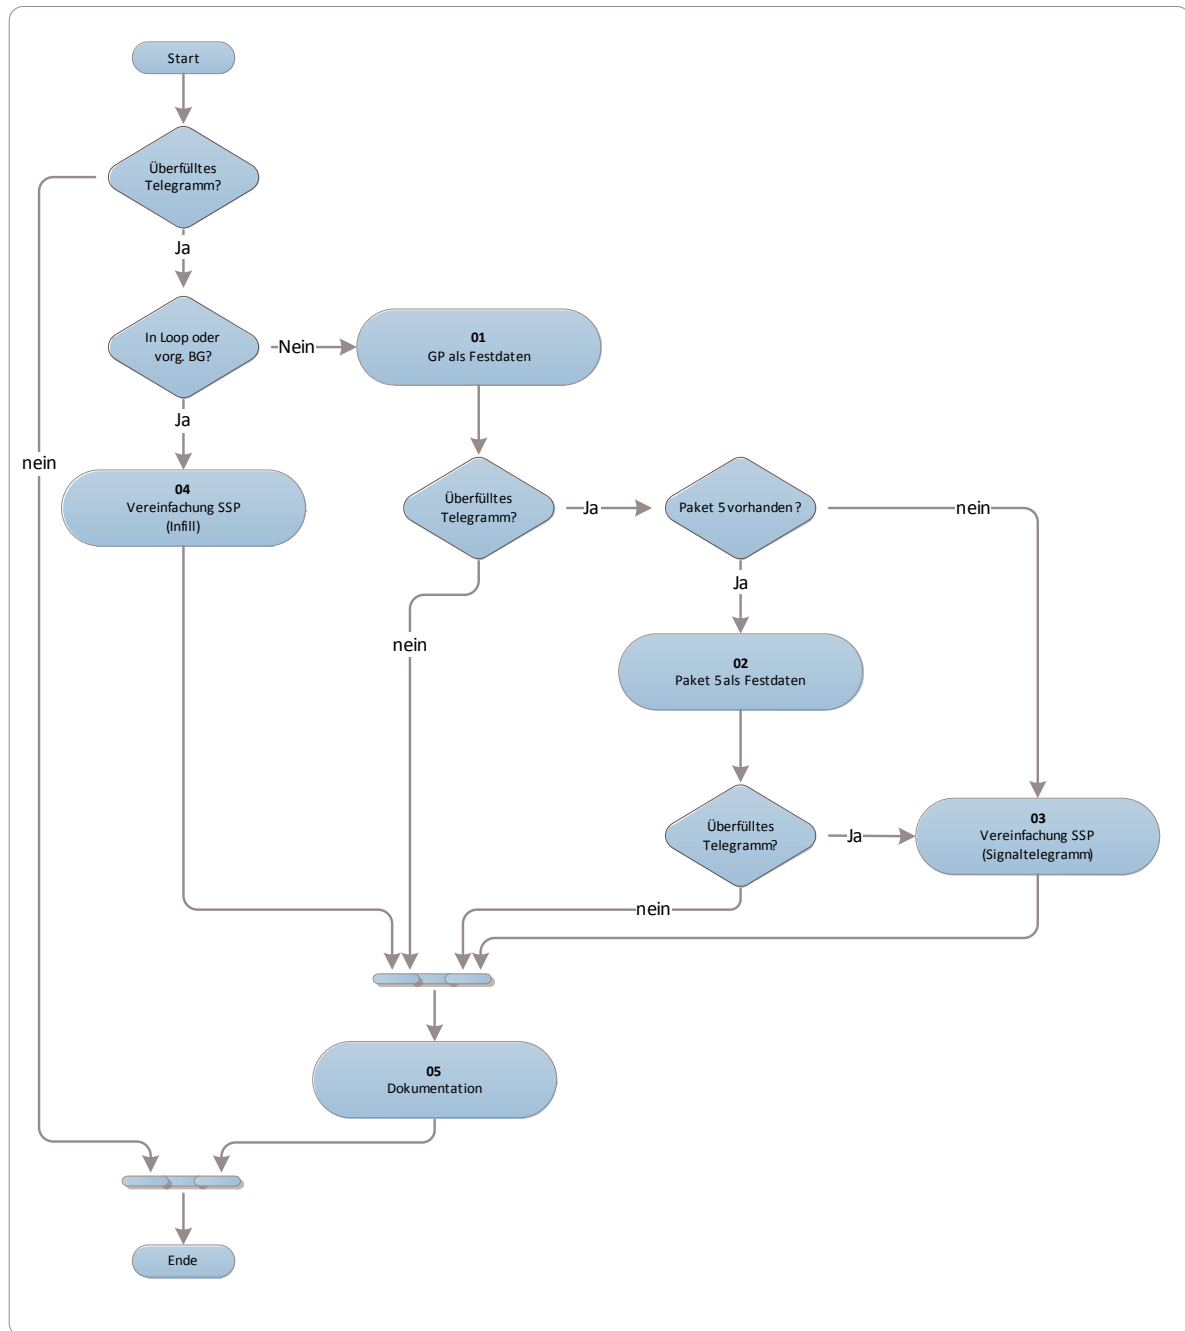 Start
Überfülltes
Telegramm?
Ja
In Loop oder
vorg. BG?
Nein
01
GP als Festdaten
Ja
nein
04
Vereinfachung SSP
(Infill)
Überfülltes
Telegramm?
Ja
Paket 5 vorhanden?
nein
Ja
nein
02
Paket 5 als Festdaten
Überfülltes
Telegramm?
Ja
03
Vereinfachung SSP
(Signaltelegramm)
nein
05
Dokumentation
Ende